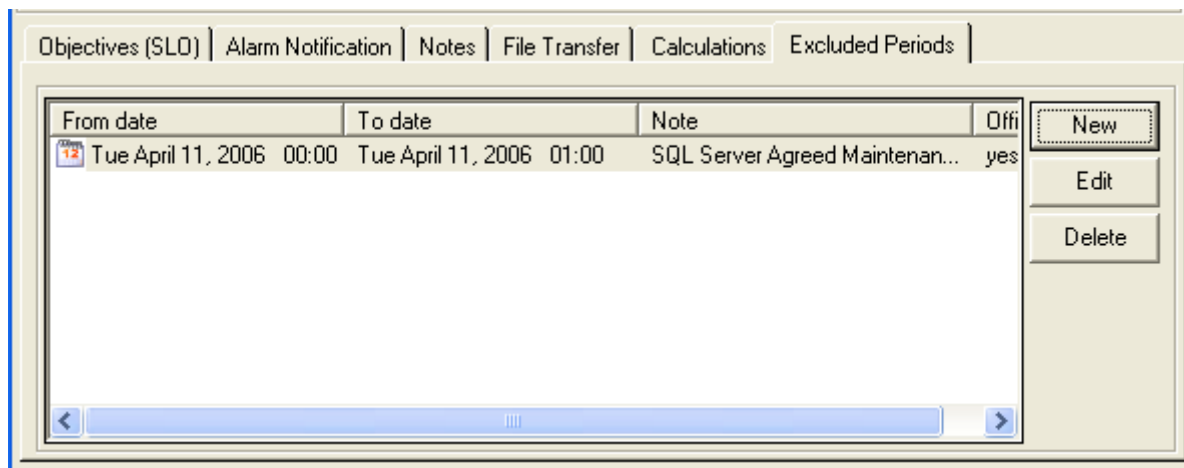 Objectives (SLO) Alarm Notification Notes File Transfer Calculations Excluded Periods
From date To date Note Offi New
12 Tue April 11, 2006 00:00 Tue April 11, 2006 01:00 SQL Server Agreed Maintenan... yes
Edit
Delete